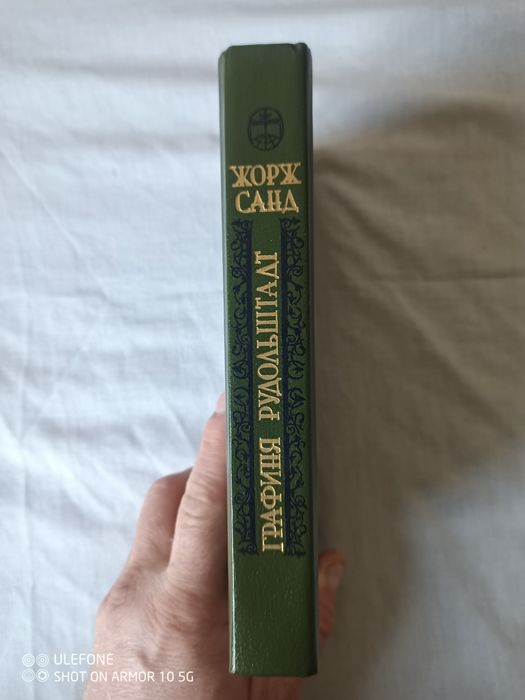 ЖОРЖ
САНД
ГРАФИНЯ РУДОЛЬШТАДТ
ULEFONE
SHOT ON ARMOR 10 5G